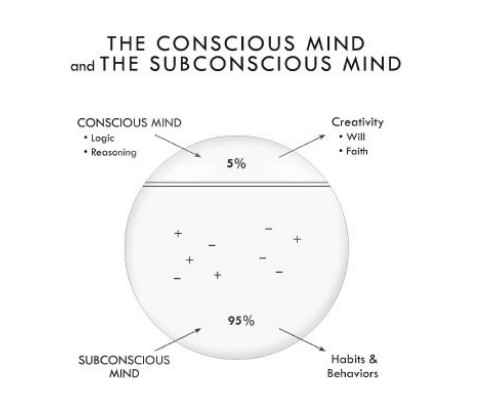 THE CONSCIOUS MIND
and THE SUBCONSCIOUS MIND
CONSCIOUS MIND
• Logic
• Reasoning
Creativity
• Will
• Faith
5%
+ − − +
+ −
− + −
95%
SUBCONSCIOUS
MIND
Habits &
Behaviors